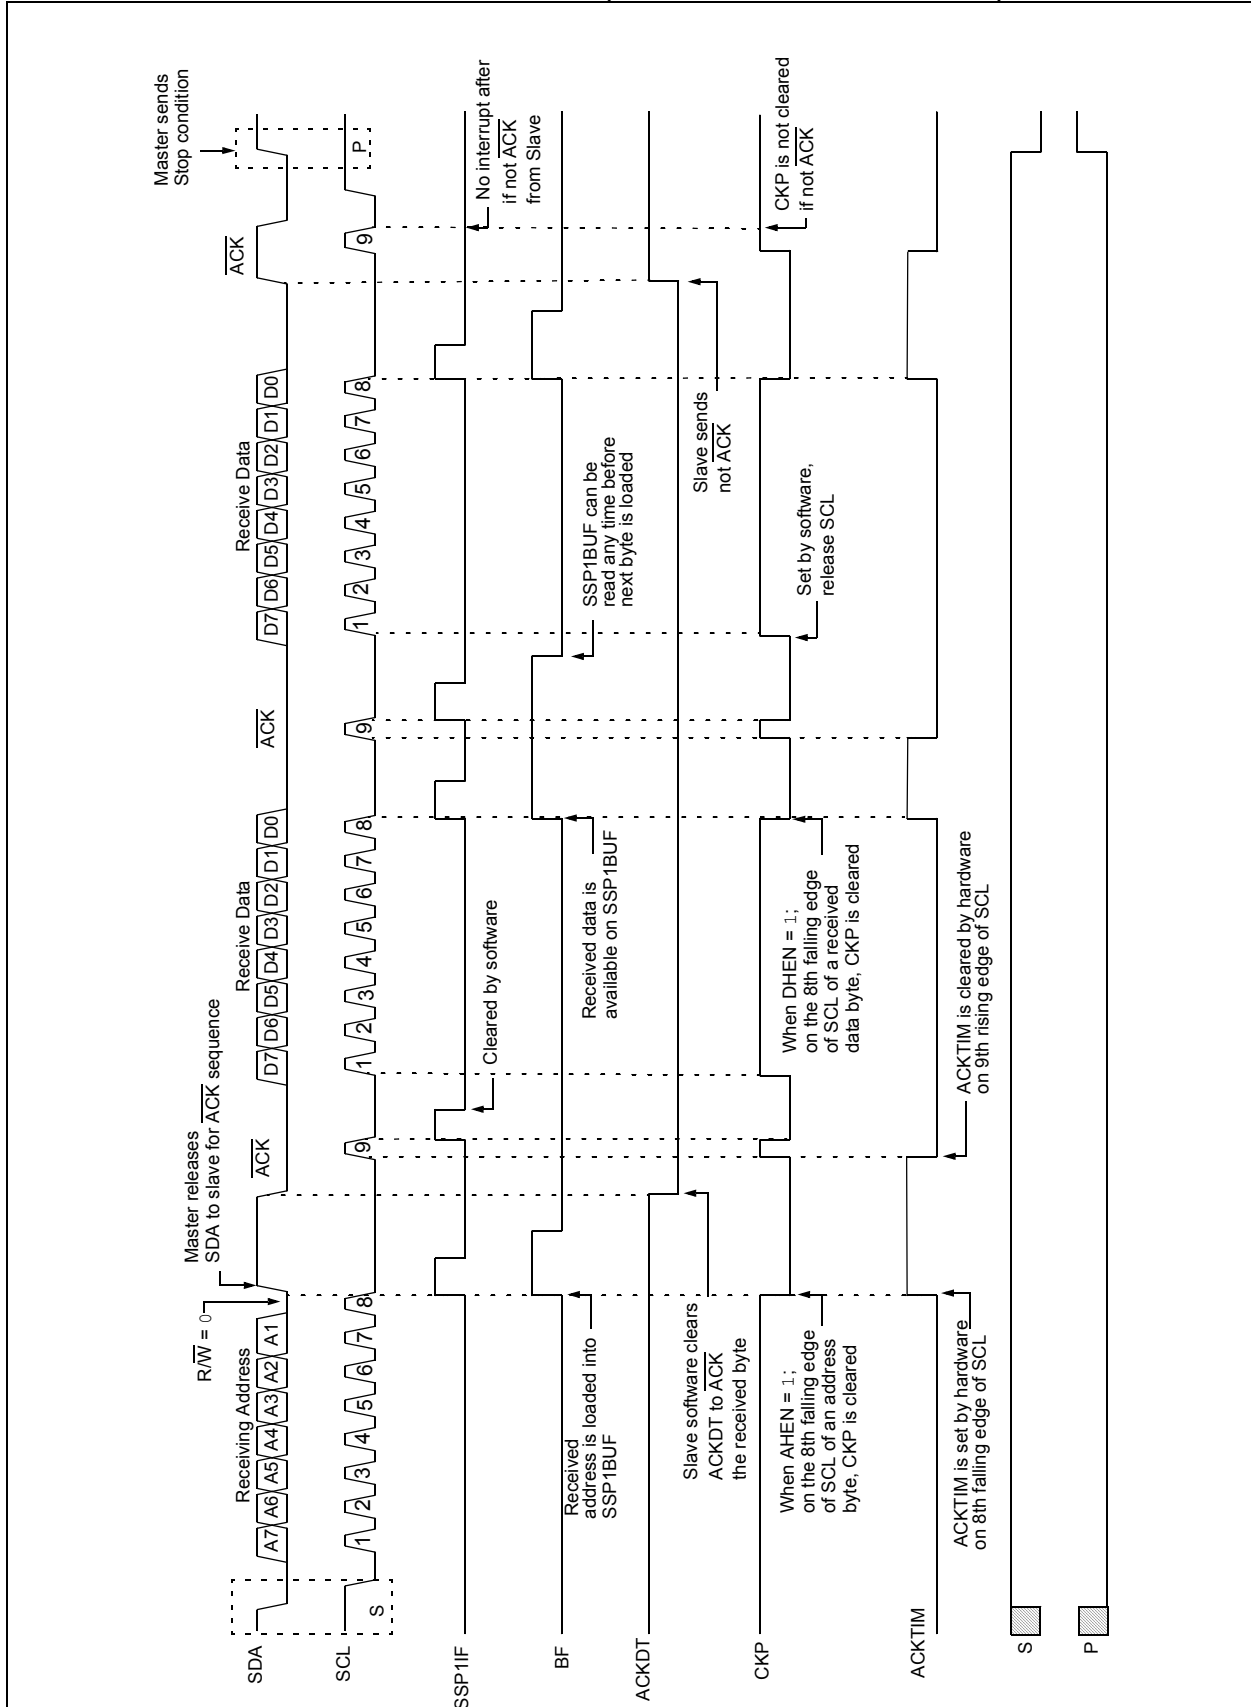 Master sends
Stop condition
Master releases
SDA to slave for ACK sequence
R/W = 0
Receiving Address
ACK
Receive Data
ACK
Receive Data
ACK
SDA
A7 A6 A5 A4 A3 A2 A1
D7 D6 D5 D4 D3 D2 D1 D0
D7 D6 D5 D4 D3 D2 D1 D0
SCL
S
1 2 3 4 5 6 7 8 9
1 2 3 4 5 6 7 8 9
1 2 3 4 5 6 7 8 9
P
SSP1IF
Cleared by software
No interrupt after
if not ACK
from Slave
BF
Received
address is loaded into
SSP1BUF
Received data is
available on SSP1BUF
SSP1BUF can be
read any time before
next byte is loaded
ACKDT
Slave software clears
ACKDT to ACK
the received byte
Slave sends
not ACK
CKP
When AHEN = 1;
on the 8th falling edge
of SCL of an address
byte, CKP is cleared
When DHEN = 1;
on the 8th falling edge
of SCL of a received
data byte, CKP is cleared
Set by software,
release SCL
CKP is not cleared
if not ACK
ACKTIM
ACKTIM is set by hardware
on 8th falling edge of SCL
ACKTIM is cleared by hardware
on 9th rising edge of SCL
S
P